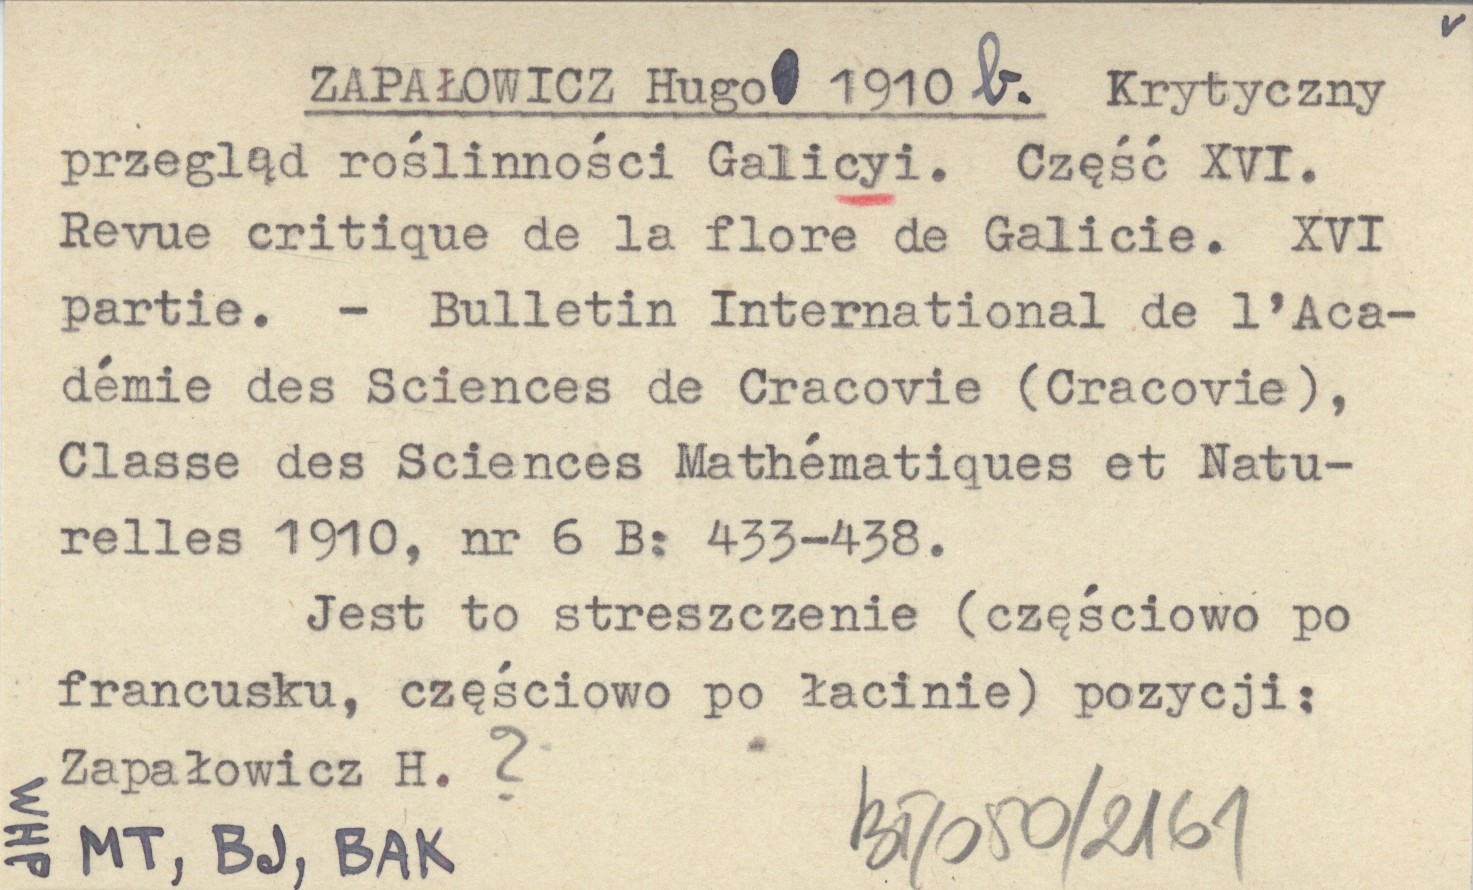 ZAPAŁOWICZ Hugo 1910 b. Krytyczny
przegląd roślinności Galicyi. Część XVI.
Revue critique de la flore de Galicie. XVI
partie. - Bulletin International de l'Aca-
démie des Sciences de Cracovie (Cracovie),
Classe des Sciences Mathématiques et Natu-
relles 1910, nr 6 B: 433-438.
Jest to streszczenie (częściowo po
francusku, częściowo po łacinie) pozycji:
Zapałowicz H. ?
WHP
MT, BJ, BAK
/2161